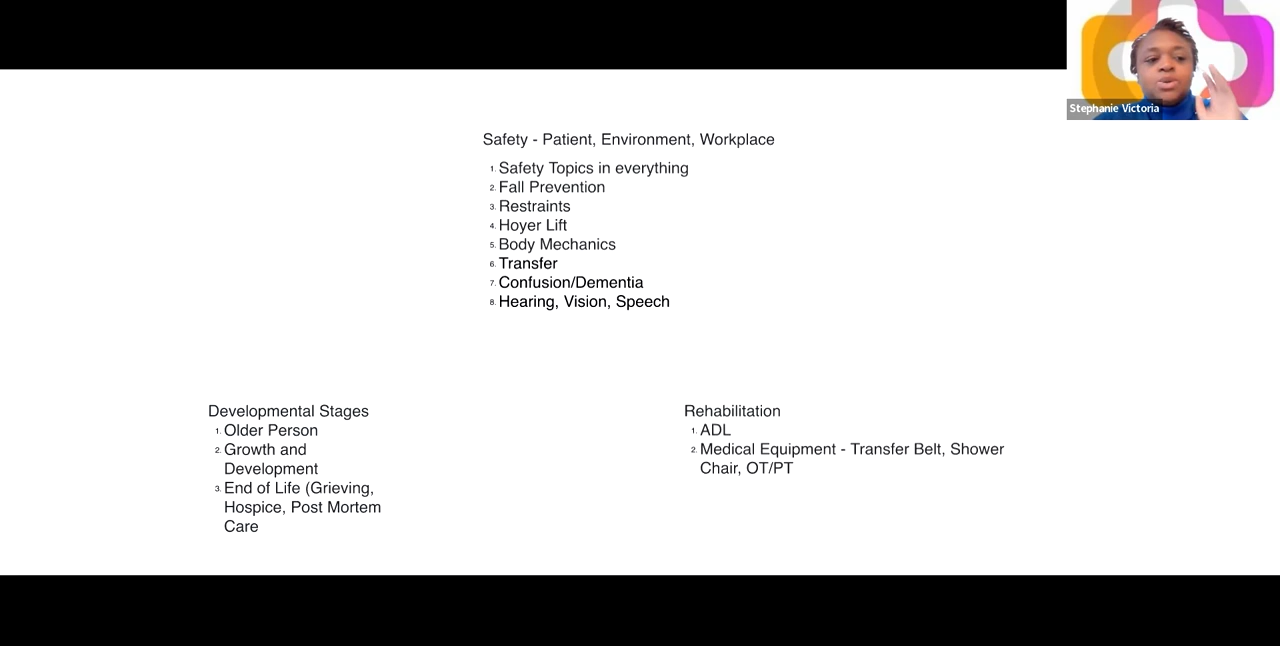 Stephanie Victoria
Safety - Patient, Environment, Workplace
1. Safety Topics in everything
2. Fall Prevention
3. Restraints
4. Hoyer Lift
5. Body Mechanics
6. Transfer
7. Confusion/Dementia
8. Hearing, Vision, Speech
Developmental Stages
1. Older Person
2. Growth and
Development
3. End of Life (Grieving,
Hospice, Post Mortem
Care
Rehabilitation
1. ADL
2. Medical Equipment - Transfer Belt, Shower
Chair, OT/PT